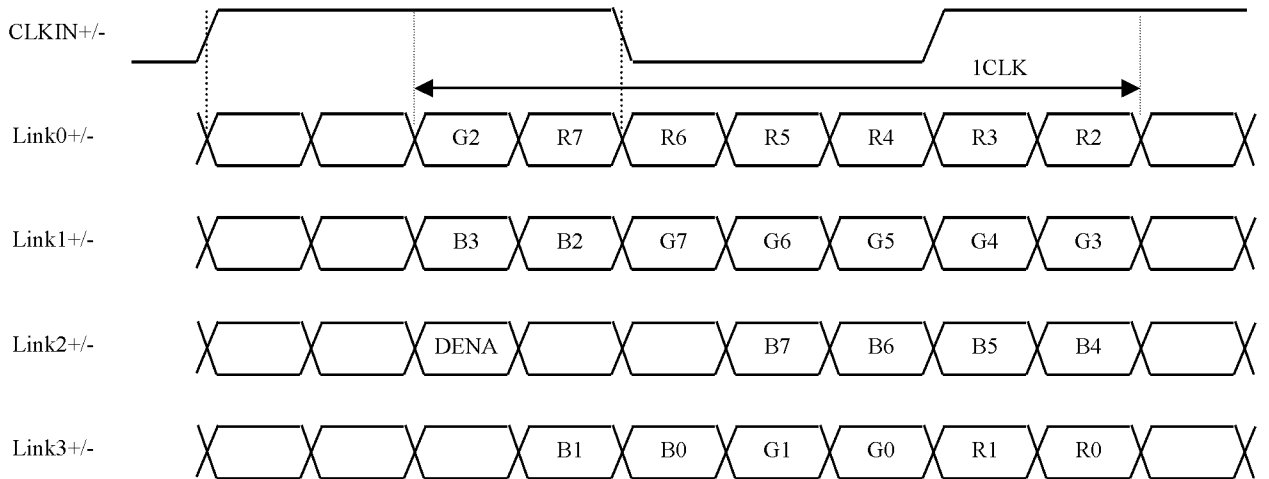 CLKIN+/-
1CLK
Link0+/- G2 R7 R6 R5 R4 R3 R2
Link1+/- B3 B2 G7 G6 G5 G4 G3
Link2+/- DENA B7 B6 B5 B4
Link3+/- B1 B0 G1 G0 R1 R0